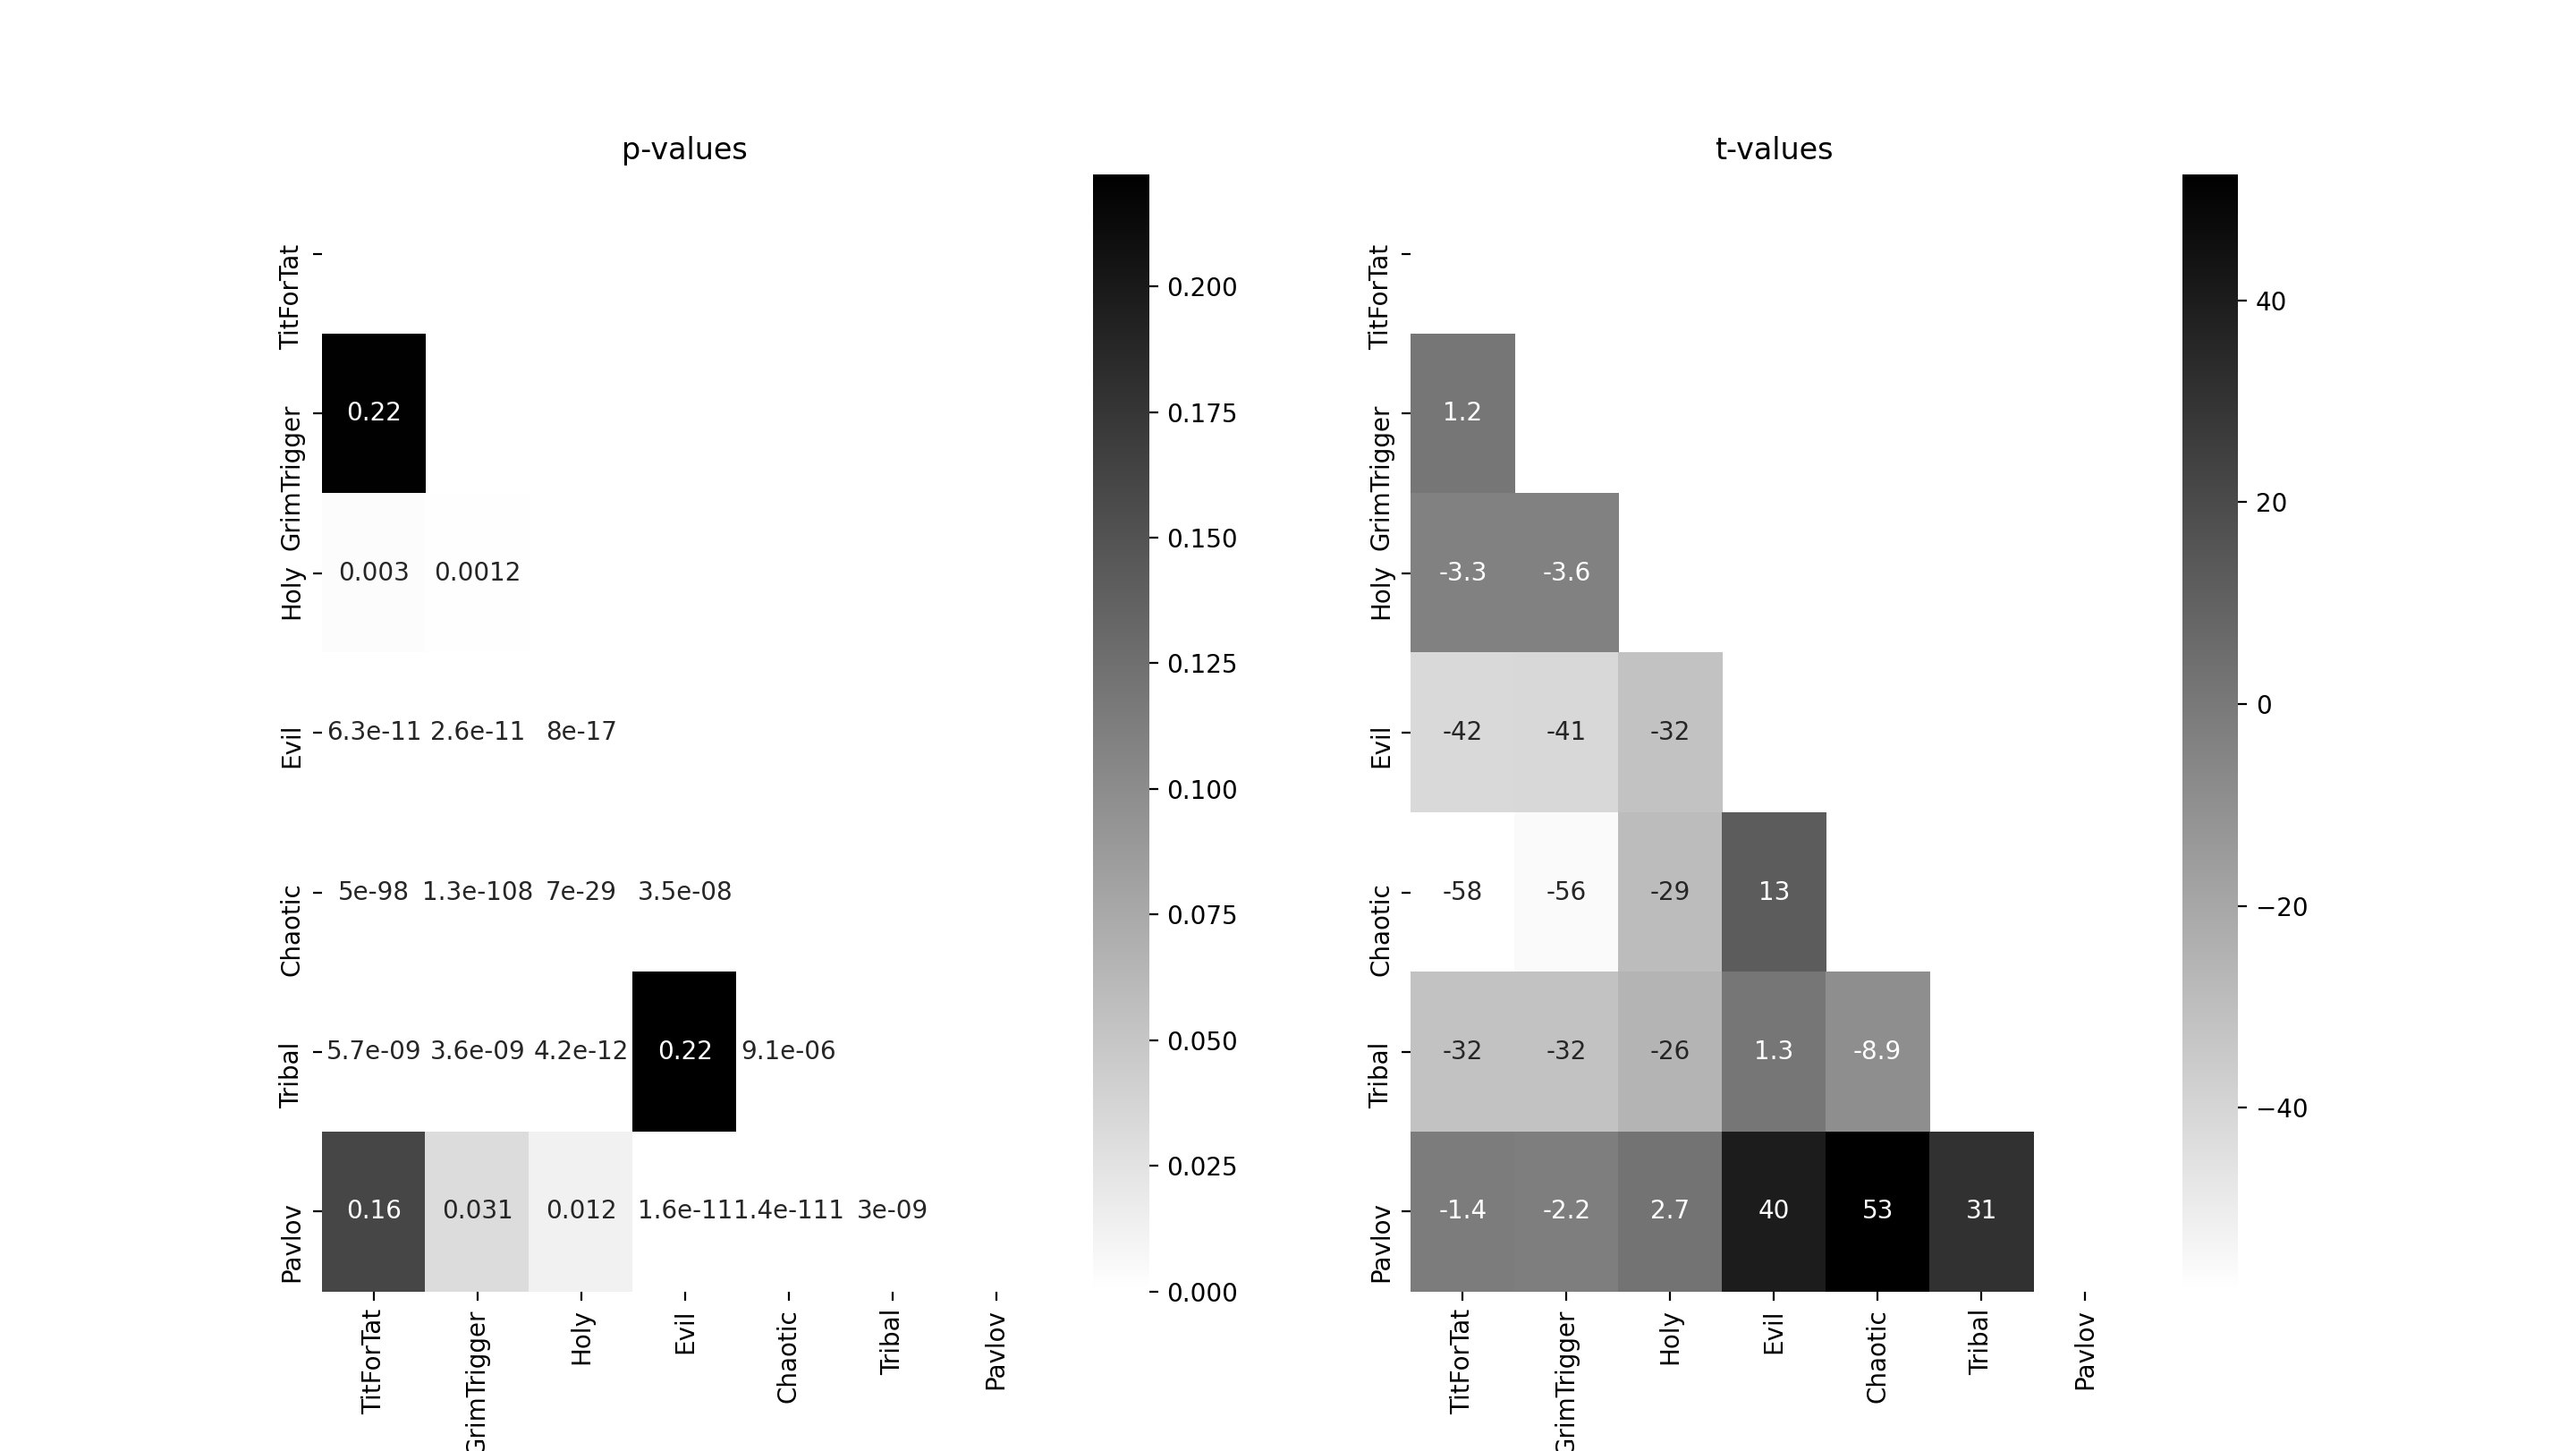 p-values
TitForTat
GrimTrigger
Holy
Evil
Chaotic
Tribal
Pavlov
0.22
0.003 0.0012
6.3e-11 2.6e-11 8e-17
5e-98 1.3e-108 7e-29 3.5e-08
5.7e-09 3.6e-09 4.2e-12 0.22 9.1e-06
0.16 0.031 0.012 1.6e-111.4e-111 3e-09
TitForTat GrimTrigger Holy Evil Chaotic Tribal Pavlov
0.200
0.175
0.150
0.125
0.100
0.075
0.050
0.025
0.000
t-values
TitForTat
GrimTrigger
Holy
Evil
Chaotic
Tribal
Pavlov
1.2
-3.3 -3.6
-42 -41 -32
-58 -56 -29 13
-32 -32 -26 1.3 -8.9
-1.4 -2.2 2.7 40 53 31
TitForTat GrimTrigger Holy Evil Chaotic Tribal Pavlov
40
20
0
−20
−40